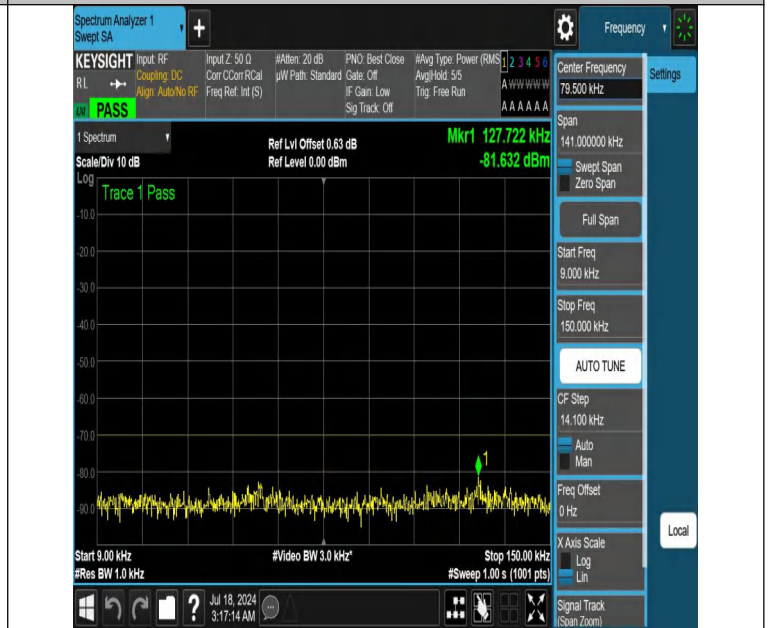 Spectrum Analyzer 1
Swept SA
+
Frequency
KEYSIGHT
RL
PASS
Input: RF
Coupling: DC
Align: Auto/No RF
Input Z: 50 Ω
Corr CCorr RCal
Freq Ref: Int (S)
#Atten: 20 dB
µW Path: Standard
PNO: Best Close
Gate: Off
IF Gain: Low
Sig Track: Off
#Avg Type: Power (RMS
Avg|Hold: 5/5
Trig: Free Run
1 2 3 4 5 6
A W W W W W
A A A A A A
Center Frequency
79.500 kHz
Settings
Span
141.000000 kHz
Swept Span
Zero Span
Full Span
Start Freq
9.000 kHz
Stop Freq
150.000 kHz
AUTO TUNE
CF Step
14.100 kHz
Auto
Man
Freq Offset
0 Hz
X Axis Scale
Log
Lin
Signal Track
(Span Zoom)
Local
1 Spectrum
Scale/Div 10 dB
Ref Lvl Offset 0.63 dB
Ref Level 0.00 dBm
Mkr1 127.722 kHz
-81.632 dBm
Log
Trace 1 Pass
-10.0
-20.0
-30.0
-40.0
-50.0
-60.0
-70.0
-80.0
-90.0
1
Start 9.00 kHz
#Res BW 1.0 kHz
#Video BW 3.0 kHz*
Stop 150.00 kHz
#Sweep 1.00 s (1001 pts)
?
Jul 18, 2024
3:17:14 AM